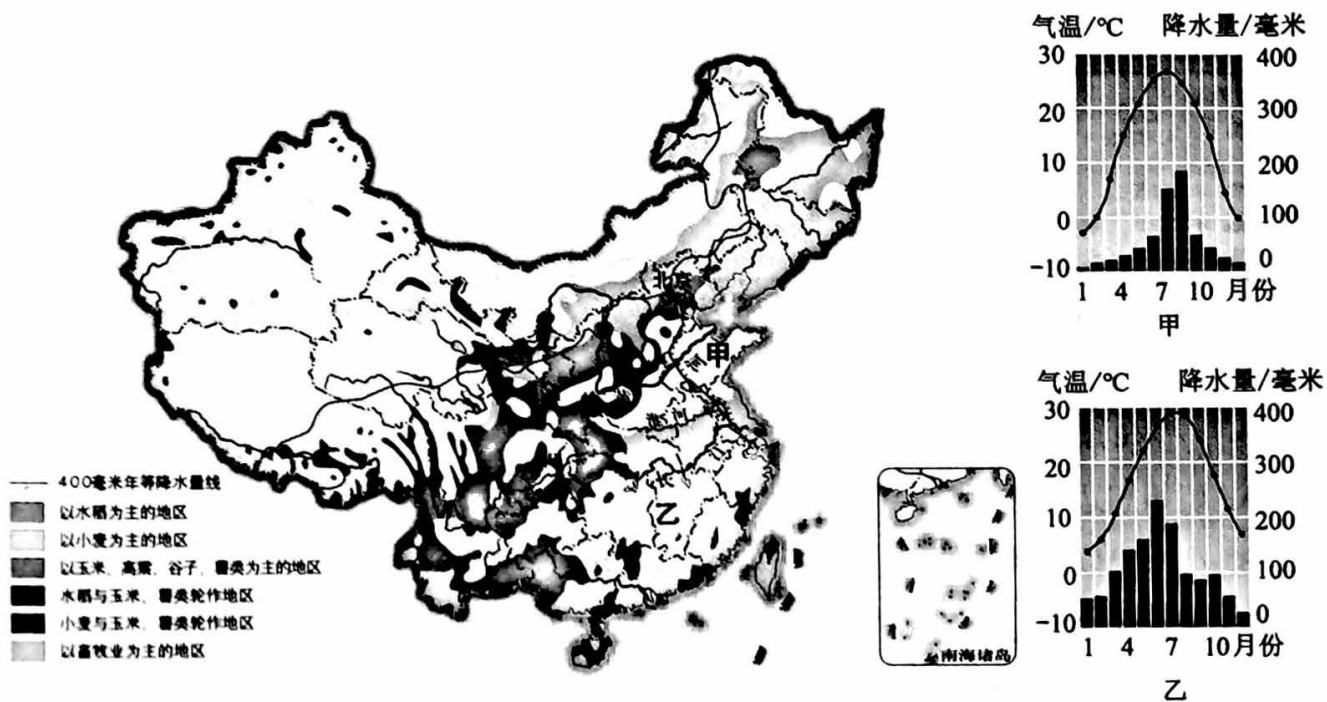 气温/℃ 降水量/毫米
30 400
20 300
10 200
0 100
-10 0
1 4 7 10 月份
甲
北京
甲
河
淮河
乙
400毫米年等降水量线
以水稻为主的地区
以小麦为主的地区
以玉米、高粱、谷子、薯类为主的地区
水稻与玉米、薯类轮作地区
小麦与玉米、薯类轮作地区
以畜牧业为主的地区
南海诸岛
气温/℃ 降水量/毫米
30 400
20 300
10 200
0 100
-10 0
1 4 7 10 月份
乙